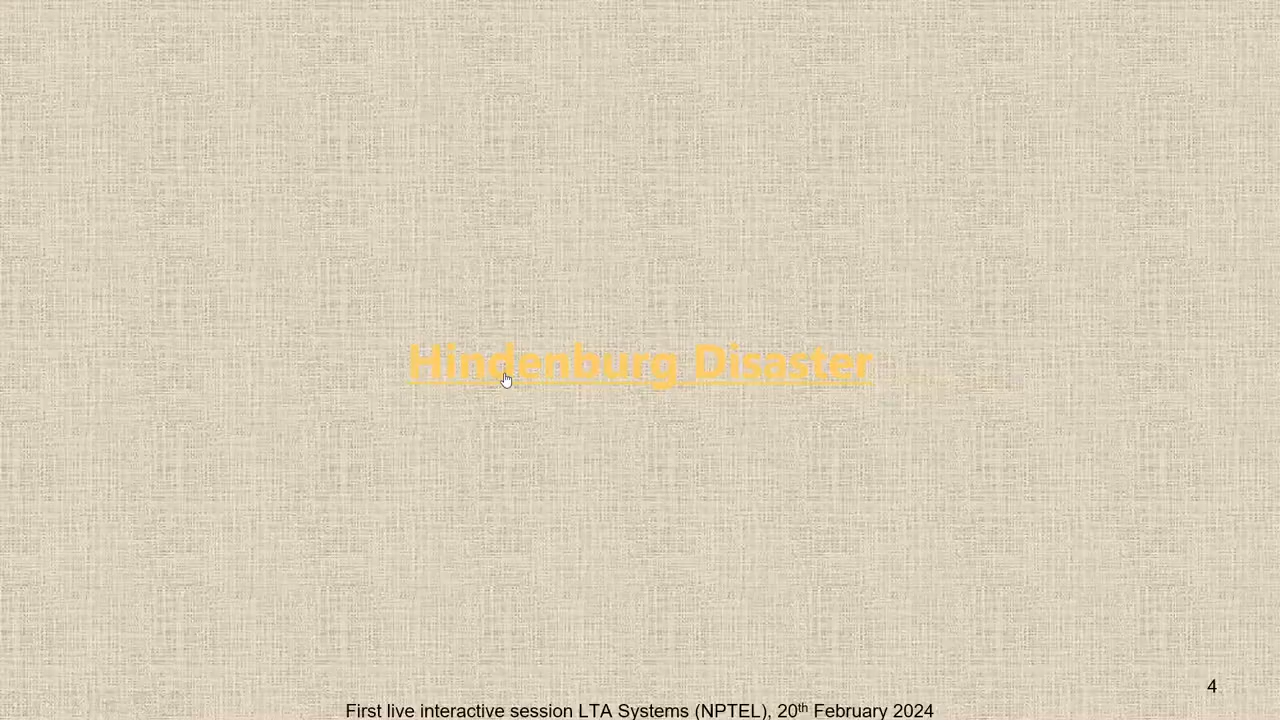 Hindenburg Disaster
4
First live interactive session LTA Systems (NPTEL), 20th February 2024